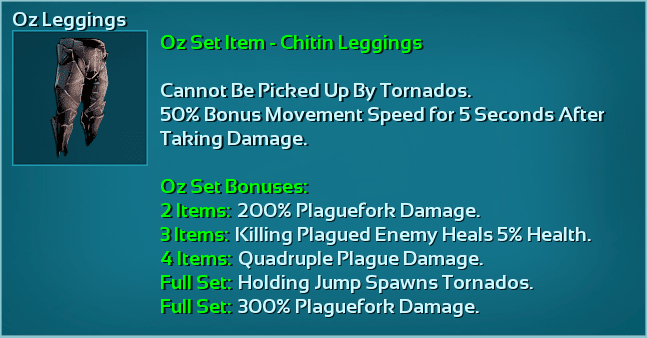 Oz Leggings
Oz Set Item - Chitin Leggings
Cannot Be Picked Up By Tornados.
50% Bonus Movement Speed for 5 Seconds After
Taking Damage.
Oz Set Bonuses:
2 Items: 200% Plaguefork Damage.
3 Items: Killing Plagued Enemy Heals 5% Health.
4 Items: Quadruple Plague Damage.
Full Set: Holding Jump Spawns Tornados.
Full Set: 300% Plaguefork Damage.